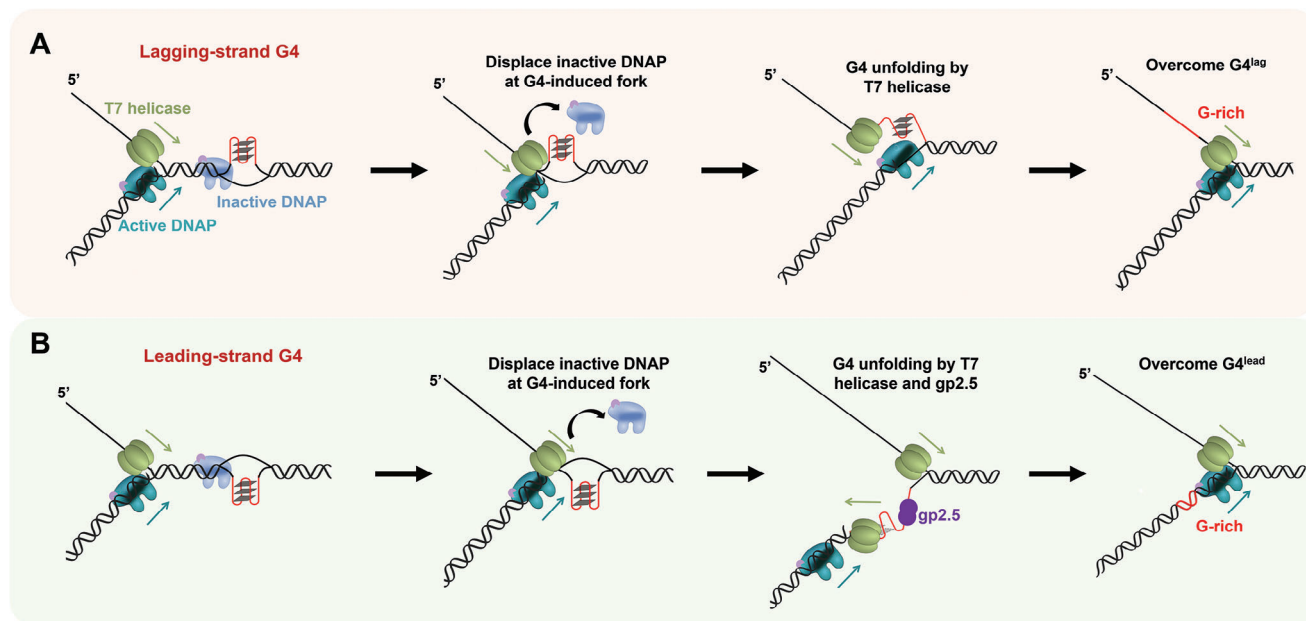 A
Lagging-strand G4
5’
T7 helicase
Active DNAP
Inactive DNAP
Displace inactive DNAP
at G4-induced fork
5’
G4 unfolding by
T7 helicase
5’
Overcome G4lag
5’
G-rich
B
Leading-strand G4
5’
Displace inactive DNAP
at G4-induced fork
5’
G4 unfolding by T7
helicase and gp2.5
5’
gp2.5
Overcome G4lead
5’
G-rich